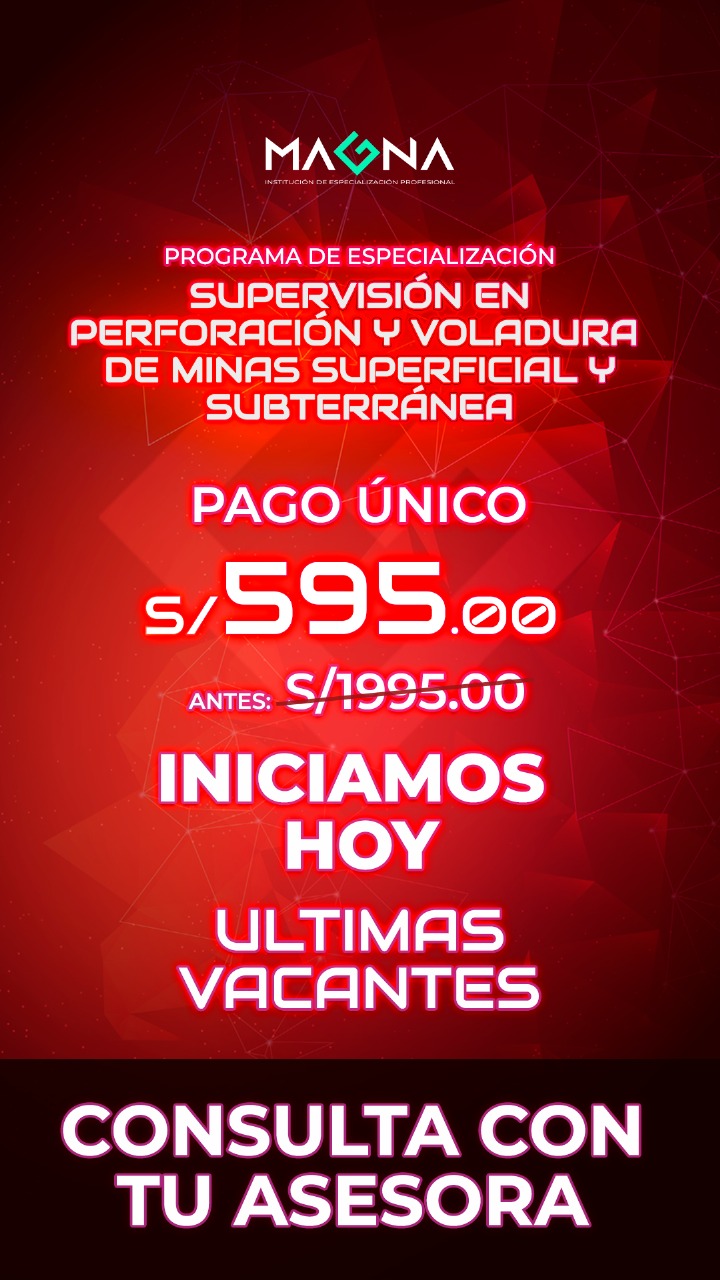 MAGNA
INSTITUCIÓN DE ESPECIALIZACIÓN PROFESIONAL
PROGRAMA DE ESPECIALIZACIÓN
SUPERVISIÓN EN
PERFORACIÓN Y VOLADURA
DE MINAS SUPERFICIAL Y
SUBTERRÁNEA
PAGO ÚNICO
S/595.00
ANTES: S/1995.00
INICIAMOS
HOY
ULTIMAS
VACANTES
CONSULTA CON
TU ASESORA